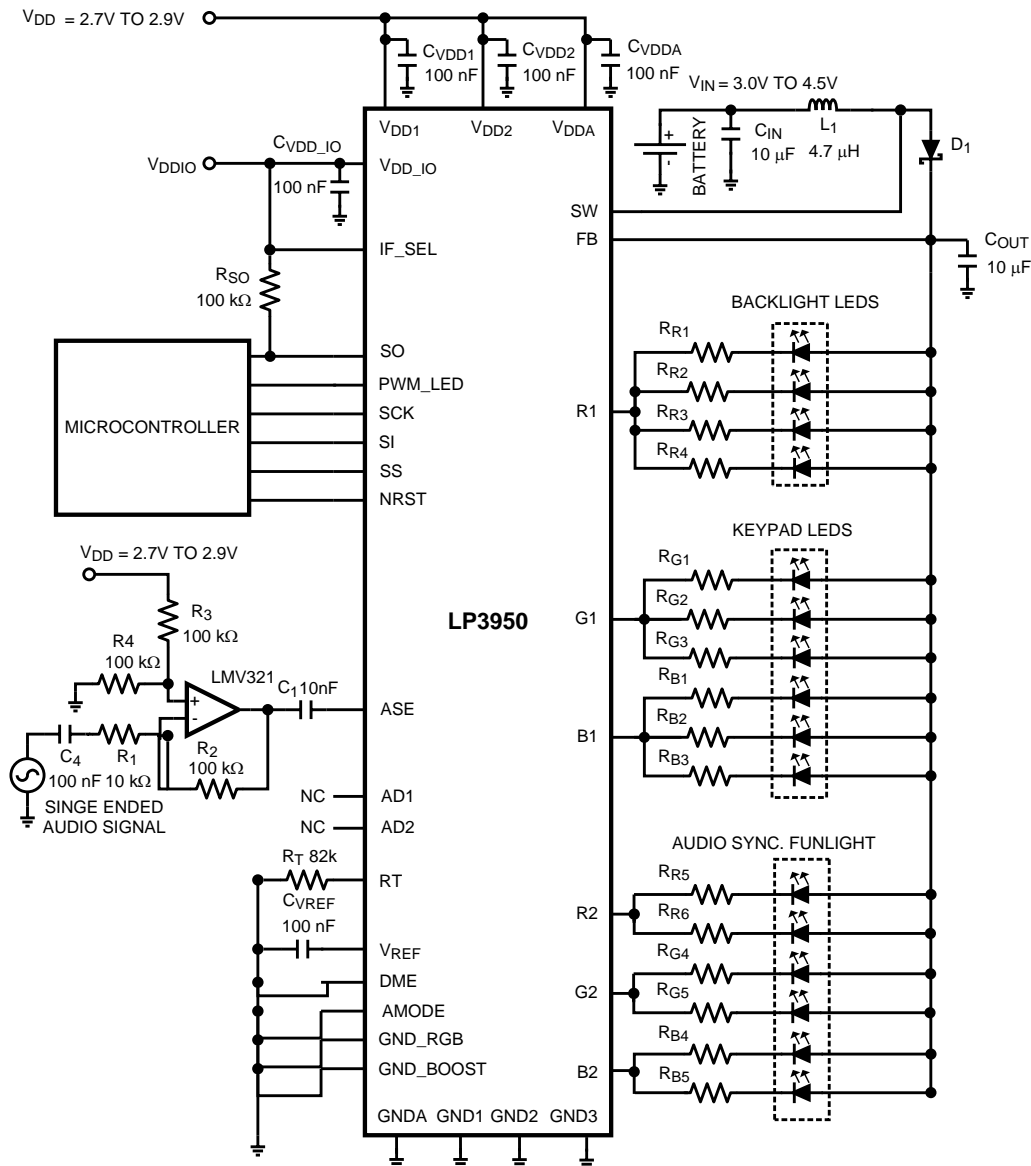 VDD = 2.7V TO 2.9V
CVDD1
100 nF
CVDD2
100 nF
CVDDA
100 nF
VIN = 3.0V TO 4.5V
VDD1
VDD2
VDDA
+
-
BATTERY
CIN
10 μF
L1
4.7 μH
D1
CVDD_IO
100 nF
VDDIO
VDD_IO
SW
FB
COUT
10 μF
IF_SEL
RSO
100 kΩ
MICROCONTROLLER
SO
PWM_LED
SCK
SI
SS
NRST
BACKLIGHT LEDS
RR1
RR2
RR3
RR4
R1
VDD = 2.7V TO 2.9V
R3
100 kΩ
R4
100 kΩ
LMV321
+
-
C1 10nF
ASE
C4
100 nF
R1
10 kΩ
R2
100 kΩ
SINGE ENDED
AUDIO SIGNAL
LP3950
KEYPAD LEDS
RG1
RG2
RG3
G1
RB1
RB2
RB3
B1
NC
AD1
NC
AD2
RT 82k
RT
CVREF
100 nF
VREF
DME
AMODE
GND_RGB
GND_BOOST
AUDIO SYNC. FUNLIGHT
RR5
RR6
R2
RG4
RG5
G2
RB4
RB5
B2
GNDA
GND1
GND2
GND3